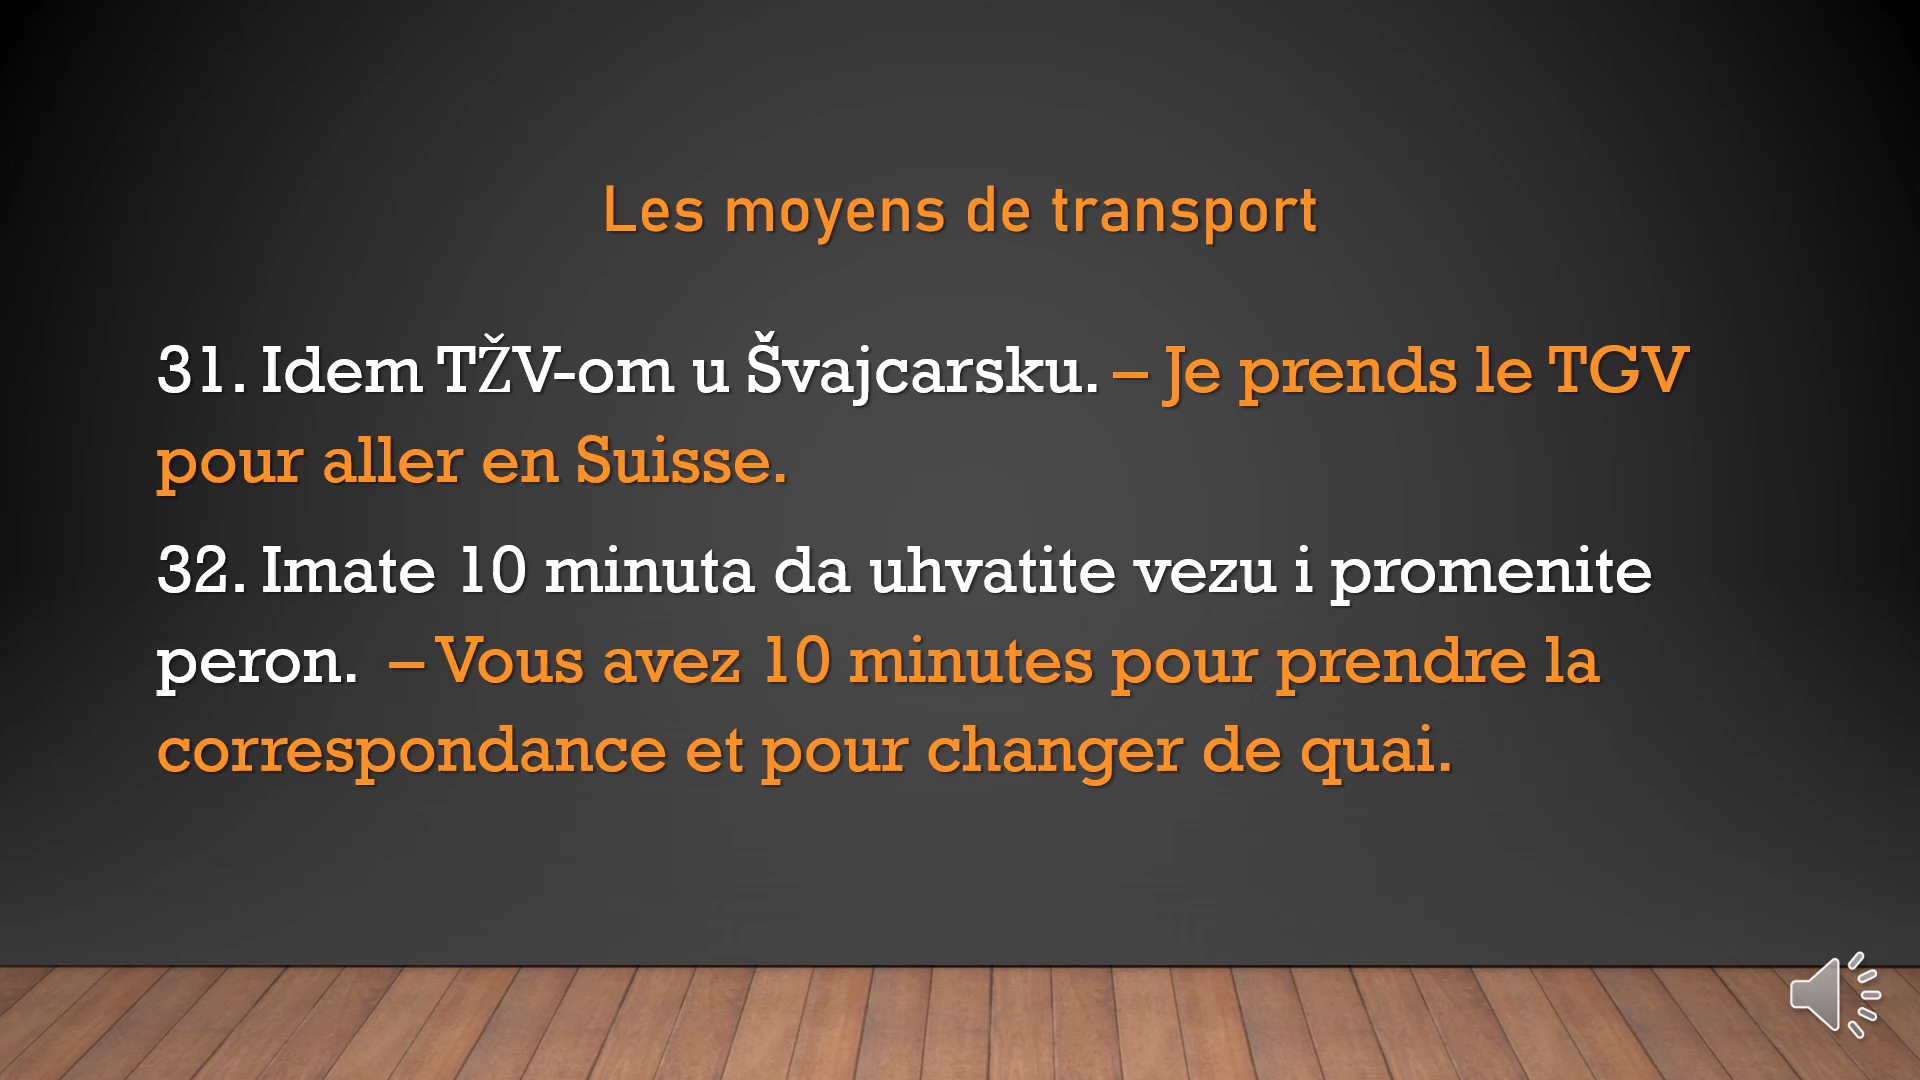 Les moyens de transport
31. Idem TŽV-om u Švajcarsku. – Je prends le TGV
pour aller en Suisse.
32. Imate 10 minuta da uhvatite vezu i promenite
peron.  – Vous avez 10 minutes pour prendre la
correspondance et pour changer de quai.